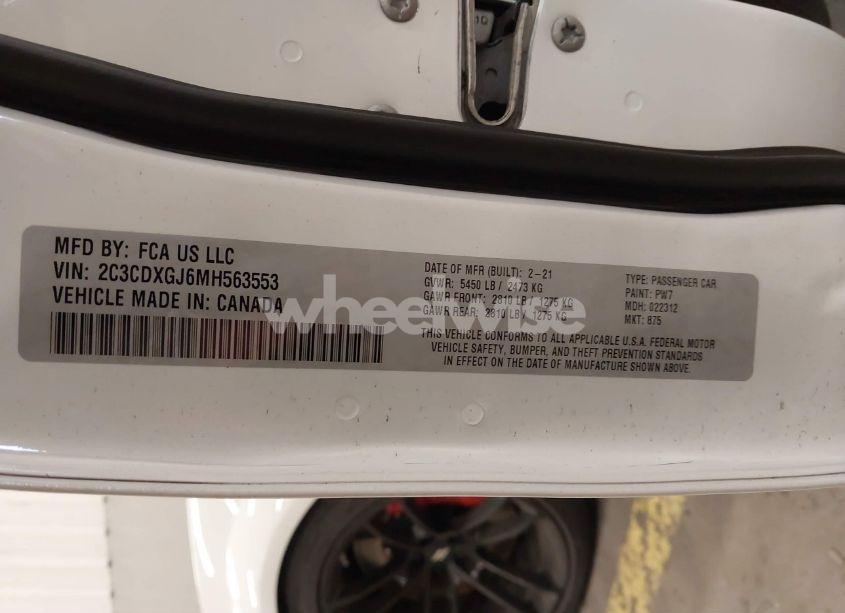 MFD BY: FCA US LLC
VIN: 2C3CDXGJ6MH563553
VEHICLE MADE IN: CANADA
DATE OF MFR (BUILT): 2-21
GVWR: 5450 LB / 2473 KG
GAWR FRONT: 2810 LB / 1275 KG
GAWR REAR: 2810 LB / 1275 KG
TYPE: PASSENGER CAR
PAINT: PW7
MDH: 022312
MKT: 875
THIS VEHICLE CONFORMS TO ALL APPLICABLE U.S.A. FEDERAL MOTOR
VEHICLE SAFETY, BUMPER, AND THEFT PREVENTION STANDARDS
IN EFFECT ON THE DATE OF MANUFACTURE SHOWN ABOVE.
wheelwise